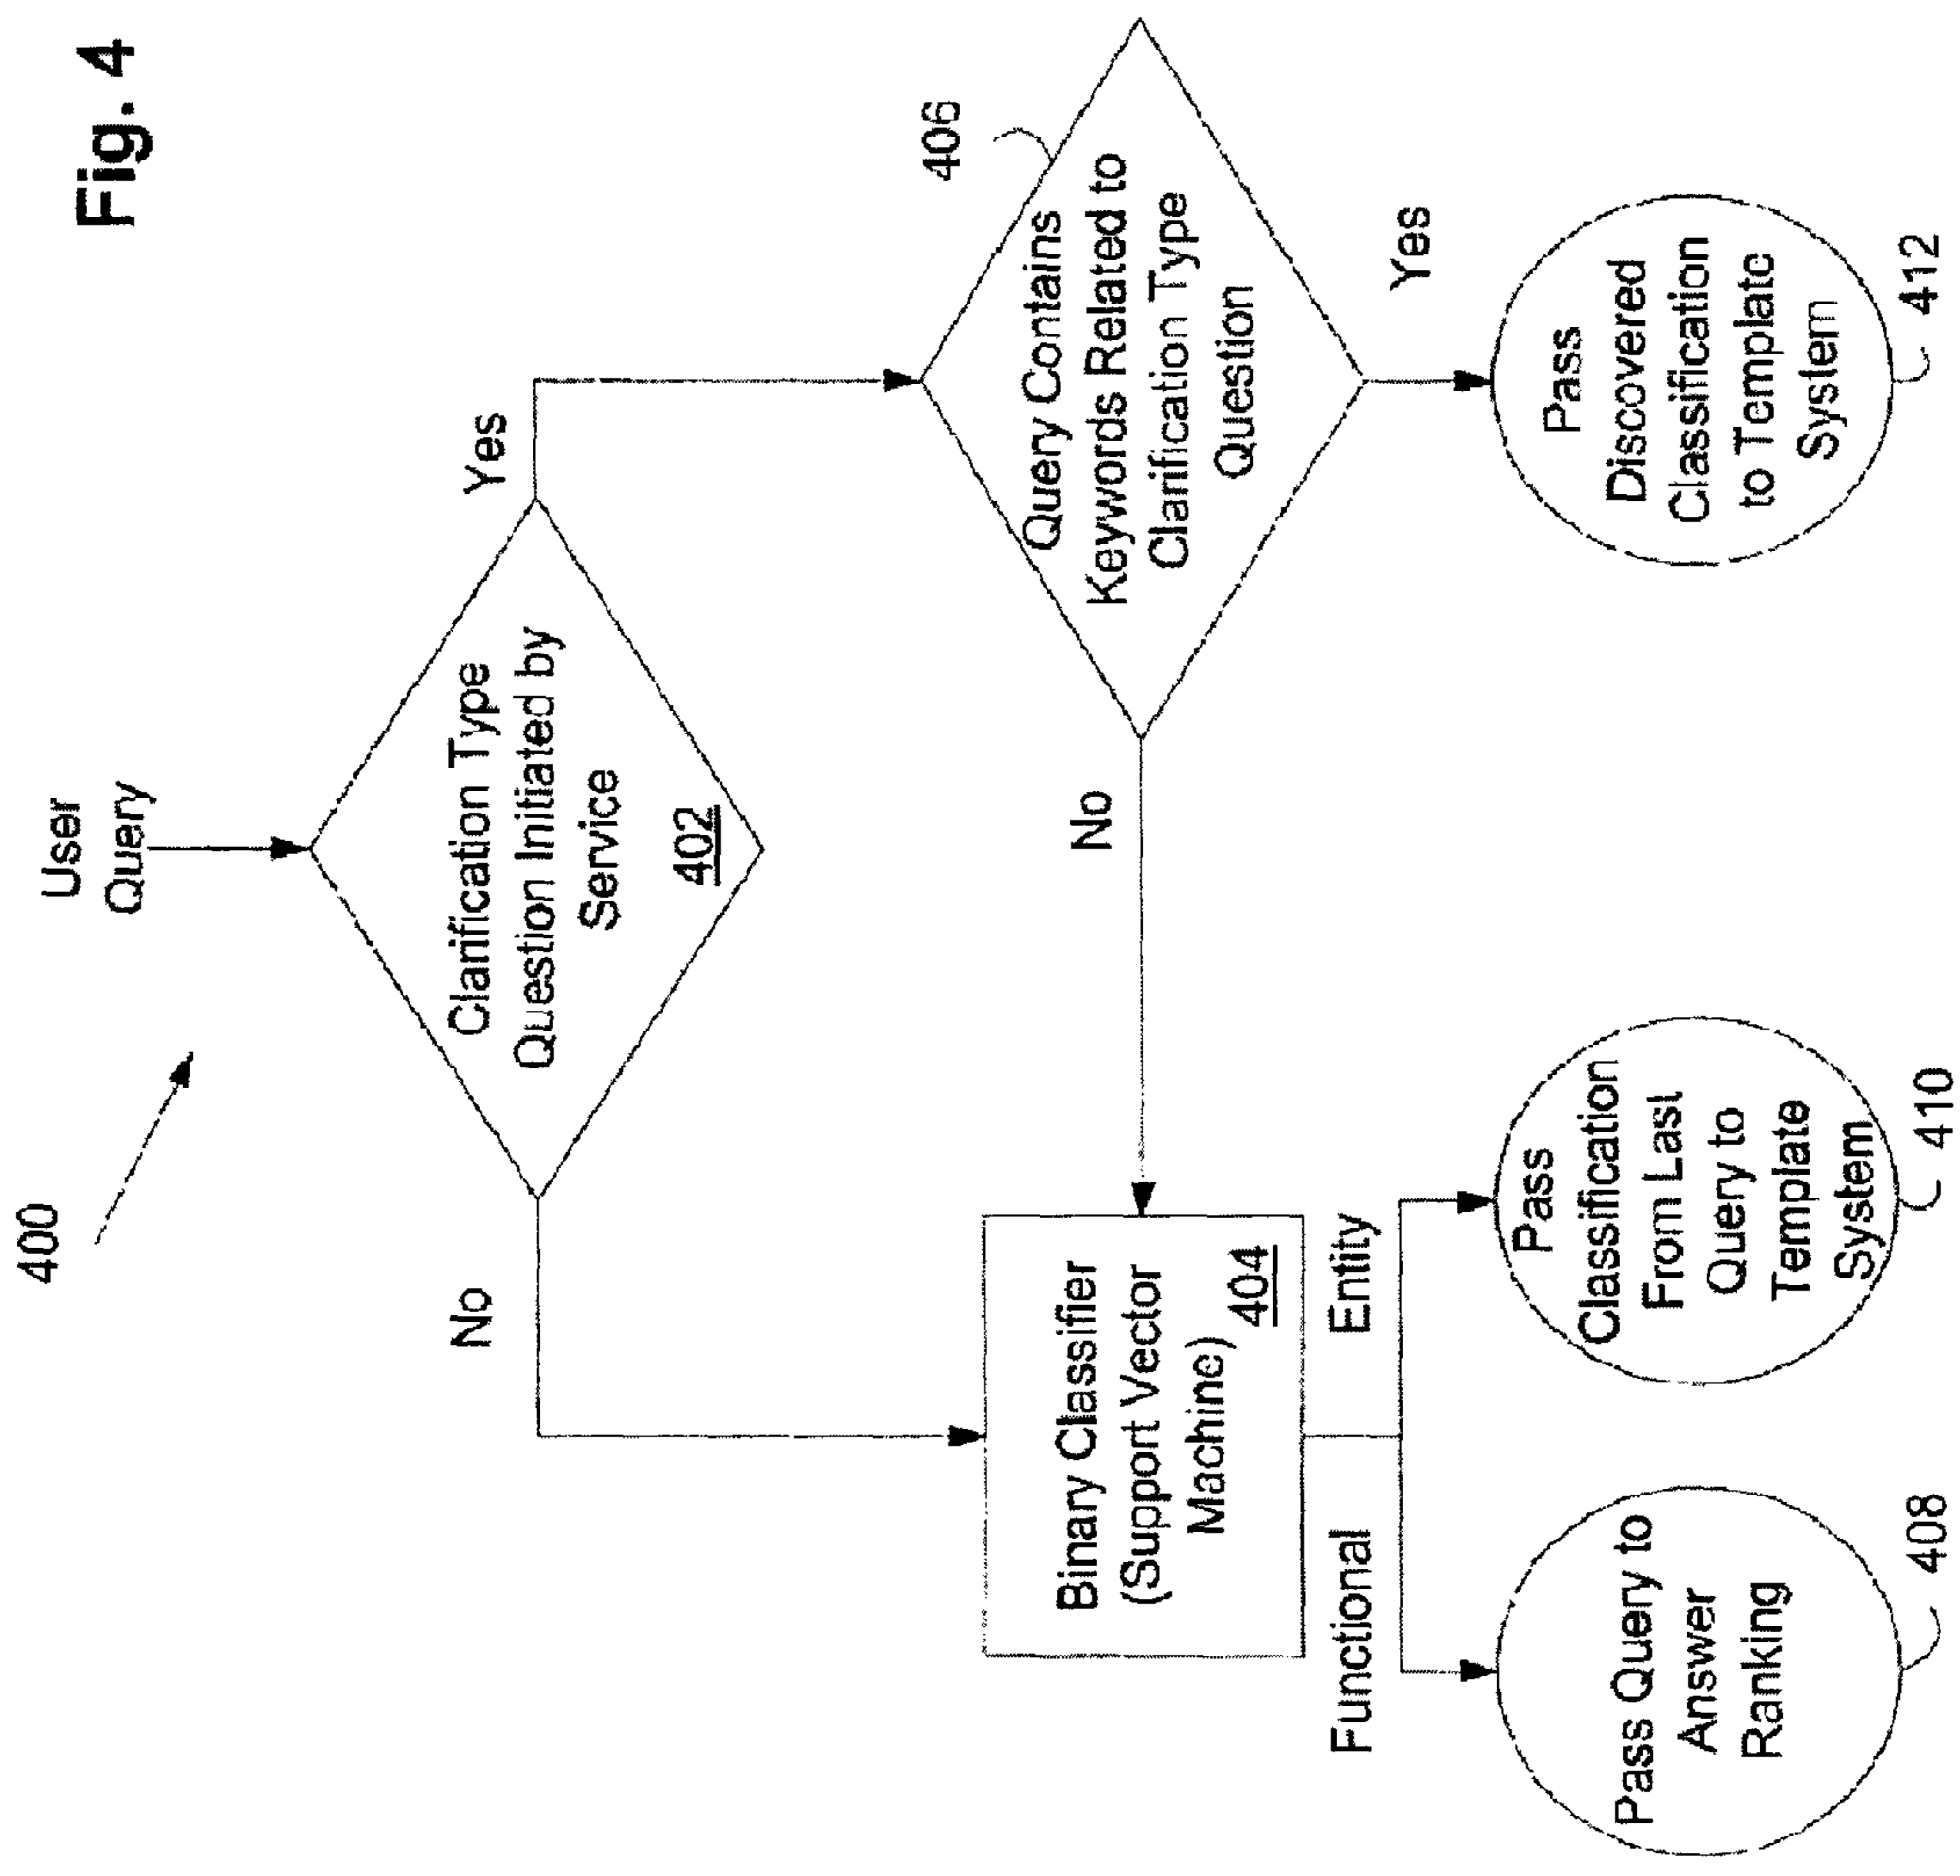 Fig. 4
400
User
Query
Clarification Type
Question Initiated by
Service
402
No
Yes
406
Query Contains
Keywords Related to
Clarification Type
Question
No
Yes
Binary Classifier
(Support Vector
Machine)
404
Functional
Entity
Pass Query to
Answer
Ranking
408
Pass
Classification
From Last
Query to
Template
System
410
Pass
Discovered
Classification
to Template
System
412